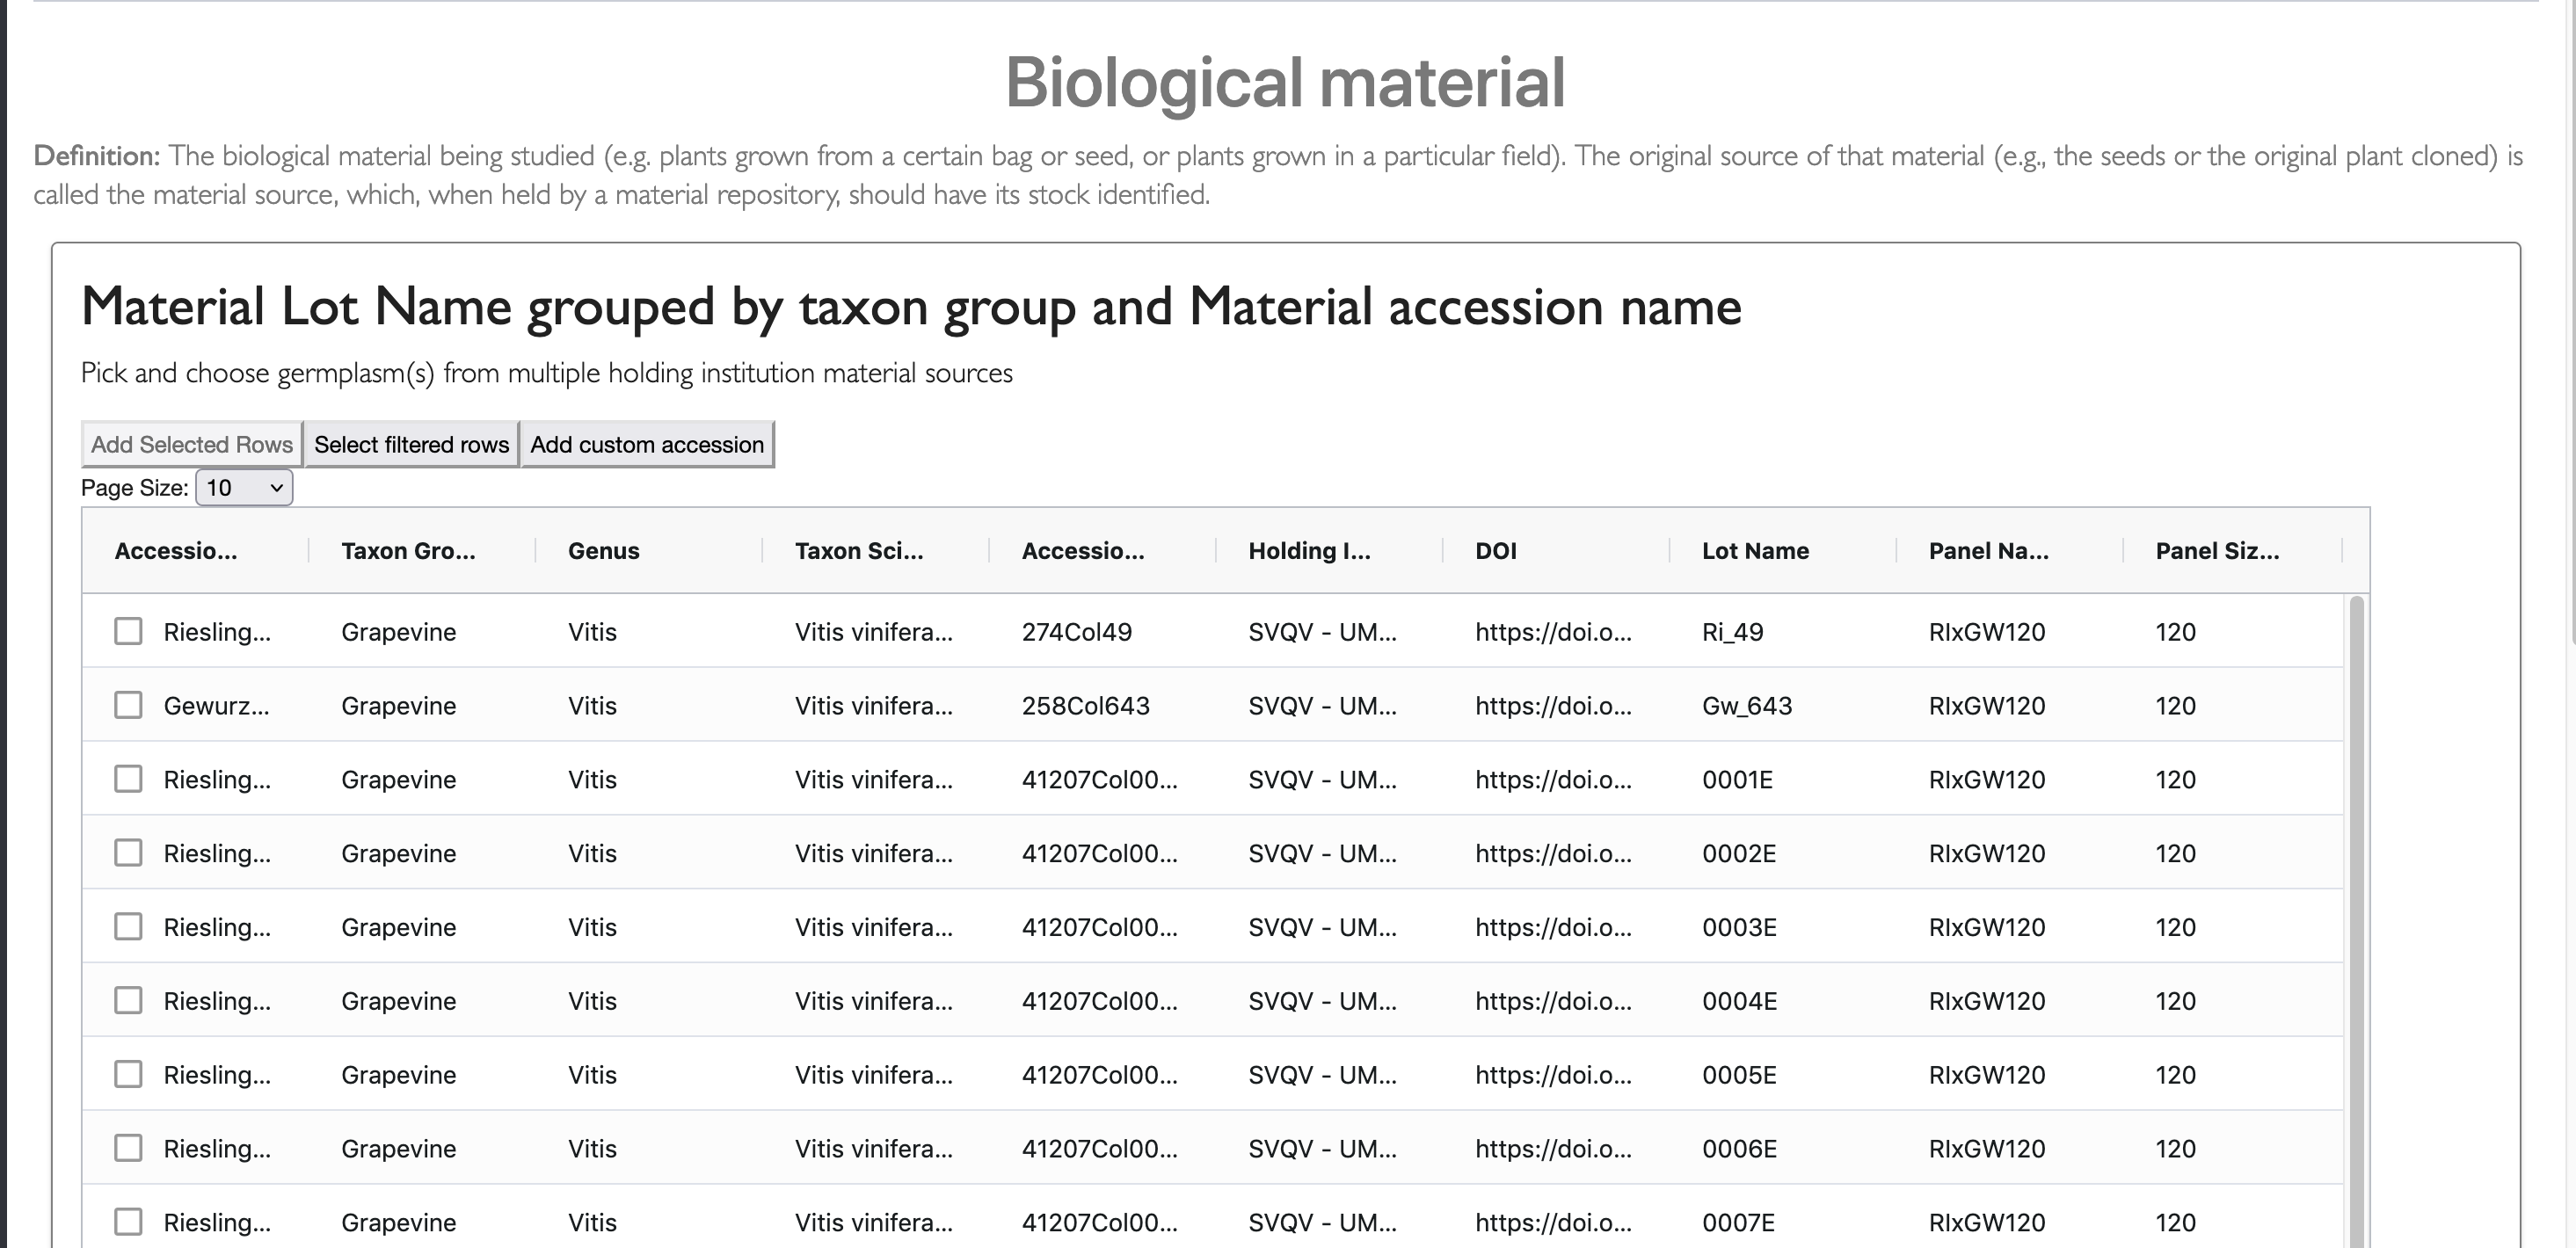 Biological material
Definition: The biological material being studied (e.g. plants grown from a certain bag or seed, or plants grown in a particular field). The original source of that material (e.g., the seeds or the original plant cloned) is
called the material source, which, when held by a material repository, should have its stock identified.
Material Lot Name grouped by taxon group and Material accession name
Pick and choose germplasm(s) from multiple holding institution material sources
Add Selected Rows Select filtered rows Add custom accession
Page Size: 10
Accessio... Taxon Gro... Genus Taxon Sci... Accessio... Holding I... DOI Lot Name Panel Na... Panel Siz...
Riesling... Grapevine Vitis Vitis vinifera... 274Col49 SVQV - UM... https://doi.o... Ri_49 RIxGW120 120
Gewurz... Grapevine Vitis Vitis vinifera... 258Col643 SVQV - UM... https://doi.o... Gw_643 RIxGW120 120
Riesling... Grapevine Vitis Vitis vinifera... 41207Col00... SVQV - UM... https://doi.o... 0001E RIxGW120 120
Riesling... Grapevine Vitis Vitis vinifera... 41207Col00... SVQV - UM... https://doi.o... 0002E RIxGW120 120
Riesling... Grapevine Vitis Vitis vinifera... 41207Col00... SVQV - UM... https://doi.o... 0003E RIxGW120 120
Riesling... Grapevine Vitis Vitis vinifera... 41207Col00... SVQV - UM... https://doi.o... 0004E RIxGW120 120
Riesling... Grapevine Vitis Vitis vinifera... 41207Col00... SVQV - UM... https://doi.o... 0005E RIxGW120 120
Riesling... Grapevine Vitis Vitis vinifera... 41207Col00... SVQV - UM... https://doi.o... 0006E RIxGW120 120
Riesling... Grapevine Vitis Vitis vinifera... 41207Col00... SVQV - UM... https://doi.o... 0007E RIxGW120 120